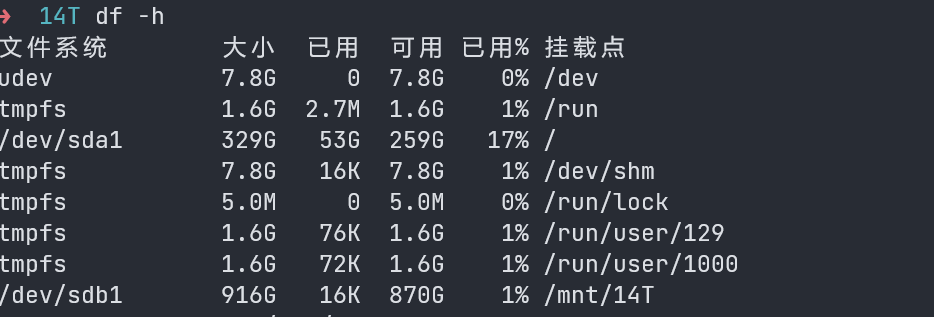 ➜ 14T df -h
文件系统 大小 已用 可用 已用% 挂载点
udev 7.8G 0 7.8G 0% /dev
tmpfs 1.6G 2.7M 1.6G 1% /run
/dev/sda1 329G 53G 259G 17% /
tmpfs 7.8G 16K 7.8G 1% /dev/shm
tmpfs 5.0M 0 5.0M 0% /run/lock
tmpfs 1.6G 76K 1.6G 1% /run/user/129
tmpfs 1.6G 72K 1.6G 1% /run/user/1000
/dev/sdb1 916G 16K 870G 1% /mnt/14T